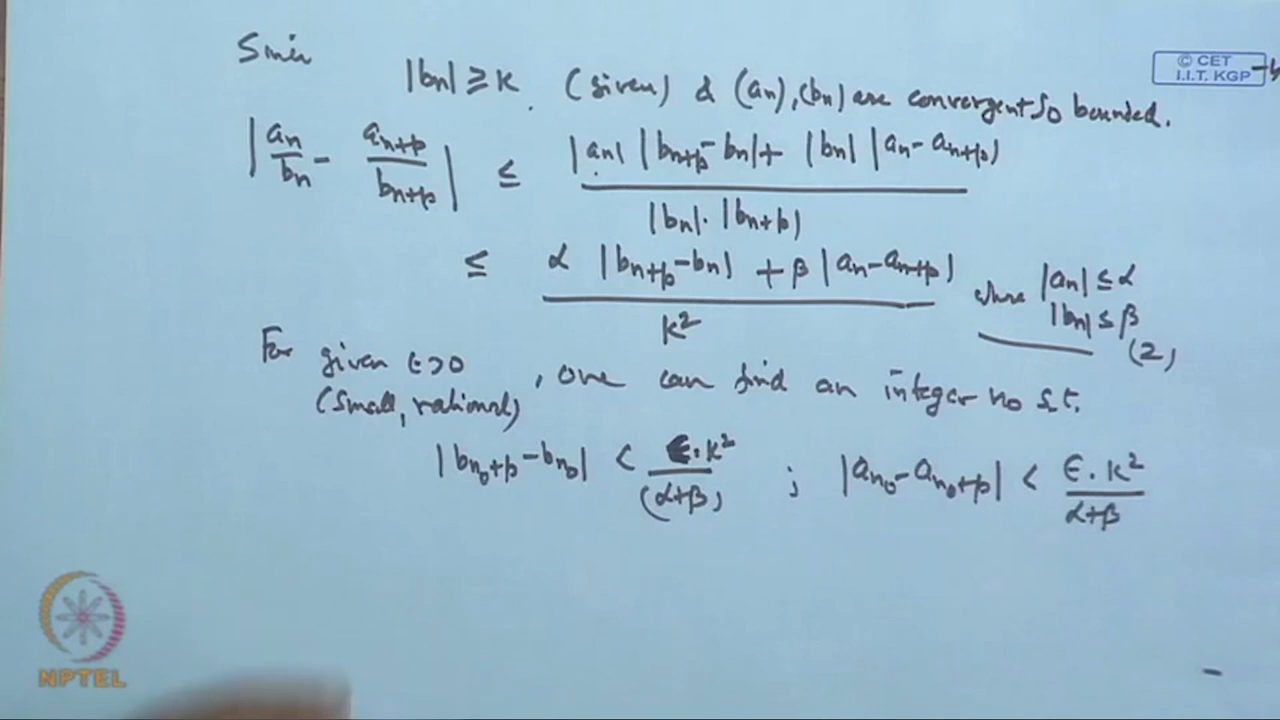 Since
© CET
I.I.T. KGP
|bn| ≥ K. (given) & (an), (bn) are convergent so bounded.
|an/bn - an+p/bn+p| ≤ (|an| |bn+p - bn| + |bn| |an - an+p|) / (|bn|. |bn+p|)
≤ (α |bn+p - bn| + β |an - an+p|) / K² where |an| ≤ α
|bn| ≤ β
(2)
For given ε>0, one can find an integer n₀ s.t.
(small, rational)
|bn₀+p - bn₀| < ε.K² / (α+β) ; |an₀ - an₀+p| < ε.K² / α+β
NPTEL